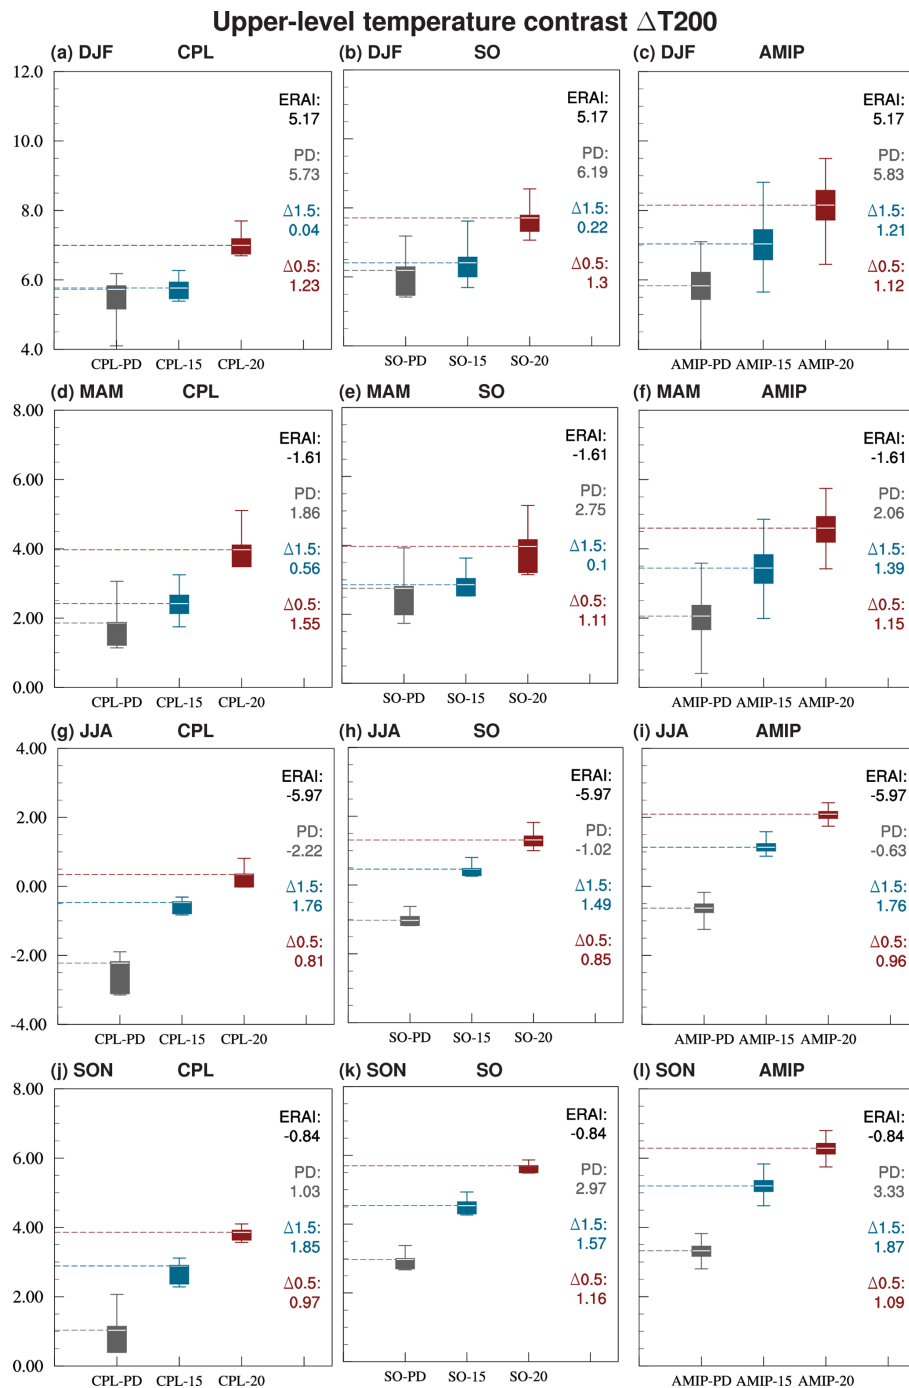 Upper-level temperature contrast ΔT200
(a) DJF CPL
(b) DJF SO
(c) DJF AMIP
12.0
10.0
8.0
6.0
4.0
ERAI:
5.17
PD:
5.73
Δ1.5:
0.04
Δ0.5:
1.23
CPL-PD CPL-15 CPL-20
ERAI:
5.17
PD:
6.19
Δ1.5:
0.22
Δ0.5:
1.3
SO-PD SO-15 SO-20
ERAI:
5.17
PD:
5.83
Δ1.5:
1.21
Δ0.5:
1.12
AMIP-PD AMIP-15 AMIP-20
(d) MAM CPL
(e) MAM SO
(f) MAM AMIP
8.00
6.00
4.00
2.00
0.00
ERAI:
-1.61
PD:
1.86
Δ1.5:
0.56
Δ0.5:
1.55
CPL-PD CPL-15 CPL-20
ERAI:
-1.61
PD:
2.75
Δ1.5:
0.1
Δ0.5:
1.11
SO-PD SO-15 SO-20
ERAI:
-1.61
PD:
2.06
Δ1.5:
1.39
Δ0.5:
1.15
AMIP-PD AMIP-15 AMIP-20
(g) JJA CPL
(h) JJA SO
(i) JJA AMIP
4.00
2.00
0.00
-2.00
-4.00
ERAI:
-5.97
PD:
-2.22
Δ1.5:
1.76
Δ0.5:
0.81
CPL-PD CPL-15 CPL-20
ERAI:
-5.97
PD:
-1.02
Δ1.5:
1.49
Δ0.5:
0.85
SO-PD SO-15 SO-20
ERAI:
-5.97
PD:
-0.63
Δ1.5:
1.76
Δ0.5:
0.96
AMIP-PD AMIP-15 AMIP-20
(j) SON CPL
(k) SON SO
(l) SON AMIP
8.00
6.00
4.00
2.00
0.00
ERAI:
-0.84
PD:
1.03
Δ1.5:
1.85
Δ0.5:
0.97
CPL-PD CPL-15 CPL-20
ERAI:
-0.84
PD:
2.97
Δ1.5:
1.57
Δ0.5:
1.16
SO-PD SO-15 SO-20
ERAI:
-0.84
PD:
3.33
Δ1.5:
1.87
Δ0.5:
1.09
AMIP-PD AMIP-15 AMIP-20